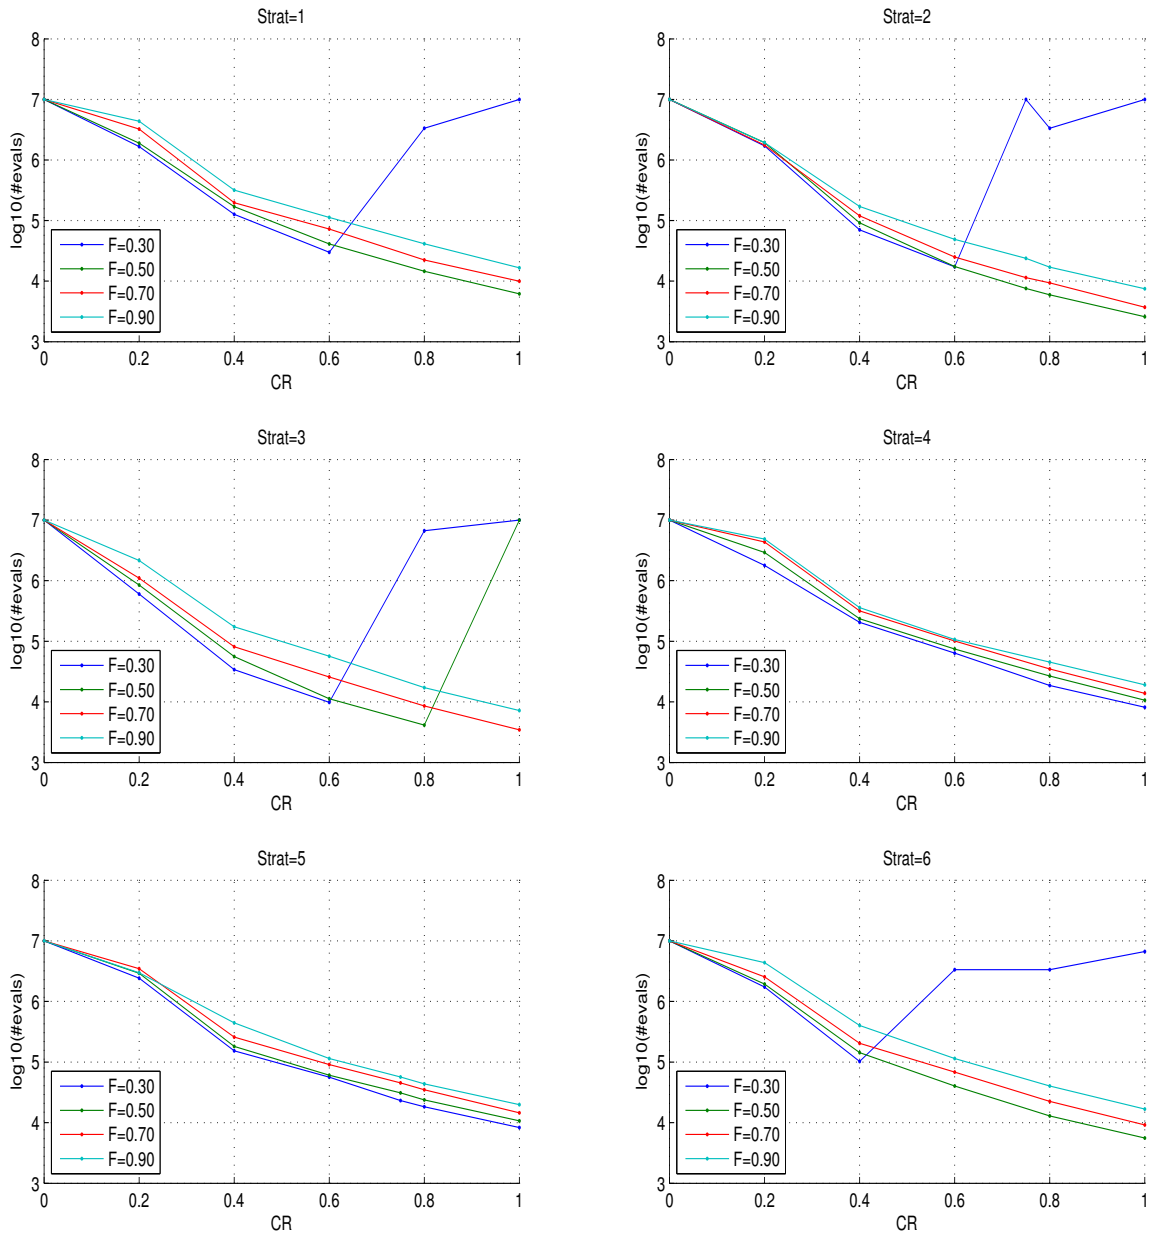 Strat=1
8
7
6
5
4
3
log10(#evals)
F=0.30
F=0.50
F=0.70
F=0.90
0 0.2 0.4 0.6 0.8 1
CR
Strat=2
8
7
6
5
4
3
log10(#evals)
F=0.30
F=0.50
F=0.70
F=0.90
0 0.2 0.4 0.6 0.8 1
CR
Strat=3
8
7
6
5
4
3
log10(#evals)
F=0.30
F=0.50
F=0.70
F=0.90
0 0.2 0.4 0.6 0.8 1
CR
Strat=4
8
7
6
5
4
3
log10(#evals)
F=0.30
F=0.50
F=0.70
F=0.90
0 0.2 0.4 0.6 0.8 1
CR
Strat=5
8
7
6
5
4
3
log10(#evals)
F=0.30
F=0.50
F=0.70
F=0.90
0 0.2 0.4 0.6 0.8 1
CR
Strat=6
8
7
6
5
4
3
log10(#evals)
F=0.30
F=0.50
F=0.70
F=0.90
0 0.2 0.4 0.6 0.8 1
CR